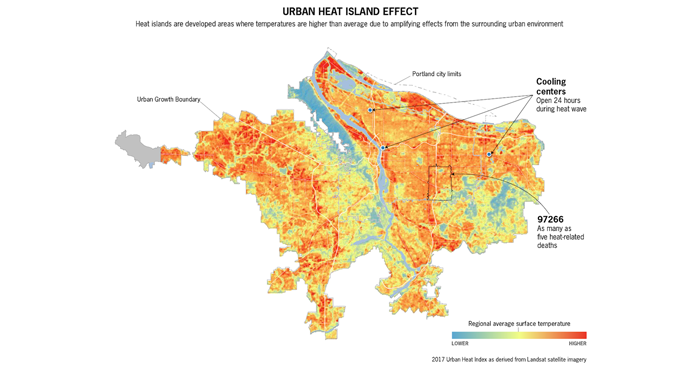 URBAN HEAT ISLAND EFFECT
Heat islands are developed areas where temperatures are higher than average due to amplifying effects from the surrounding urban environment
Portland city limits
Cooling
centers
Open 24 hours
during heat wave
Urban Growth Boundary
97266
As many as
five heat-related
deaths
Regional average surface temperature
LOWER
HIGHER
2017 Urban Heat Index as derived from Landsat satellite imagery